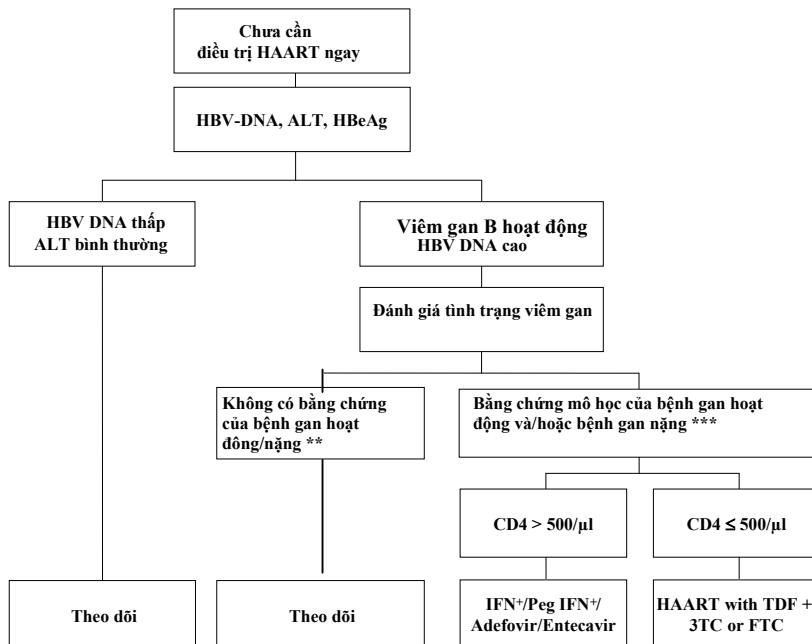 Chưa cần
điều trị HAART ngay
HBV-DNA, ALT, HBeAg
HBV DNA thấp
ALT bình thường
Viêm gan B hoạt động
HBV DNA cao
Đánh giá tình trạng viêm gan
Không có bằng chứng
của bệnh gan hoạt
đông/nặng **
Bằng chứng mô học của bệnh gan hoạt
động và/hoặc bệnh gan nặng ***
CD4 > 500/µl
CD4 ≤ 500/µl
Theo dõi
Theo dõi
IFN⁺/Peg IFN⁺/
Adefovir/Entecavir
HAART with TDF +
3TC or FTC